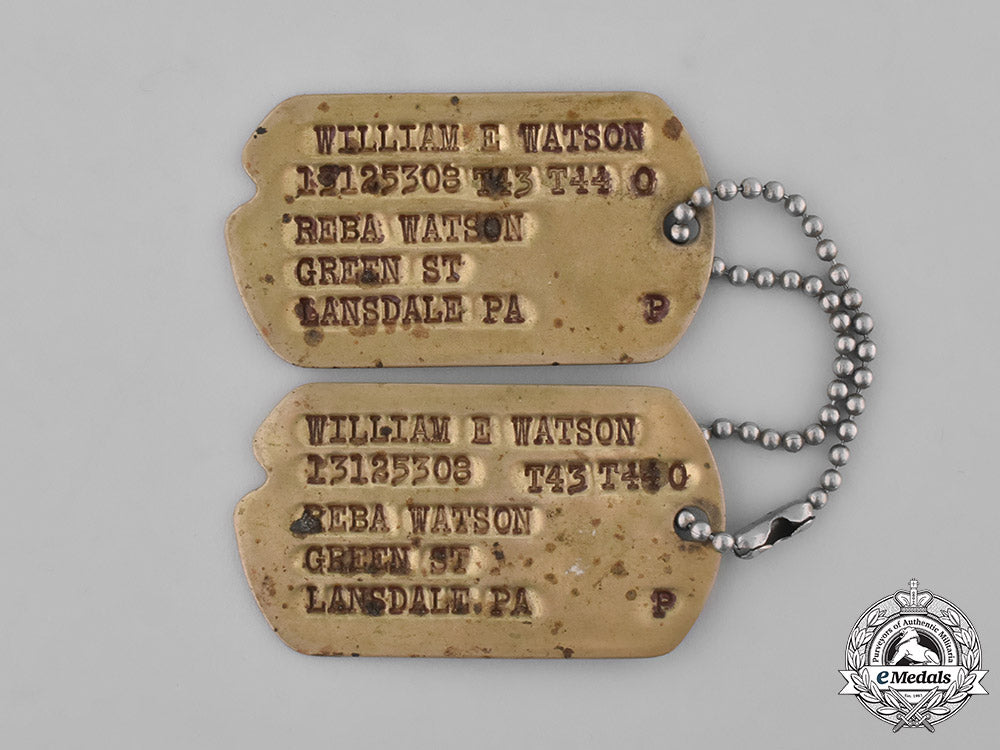 WILLIAM E WATSON
13125308 T43 T44 O
REBA WATSON
GREEN ST
LANSDALE PA P
WILLIAM E WATSON
13125308 T43 T44 O
REBA WATSON
GREEN ST
LANSDALE PA P
Purveyors of Authentic Militaria
eMedals